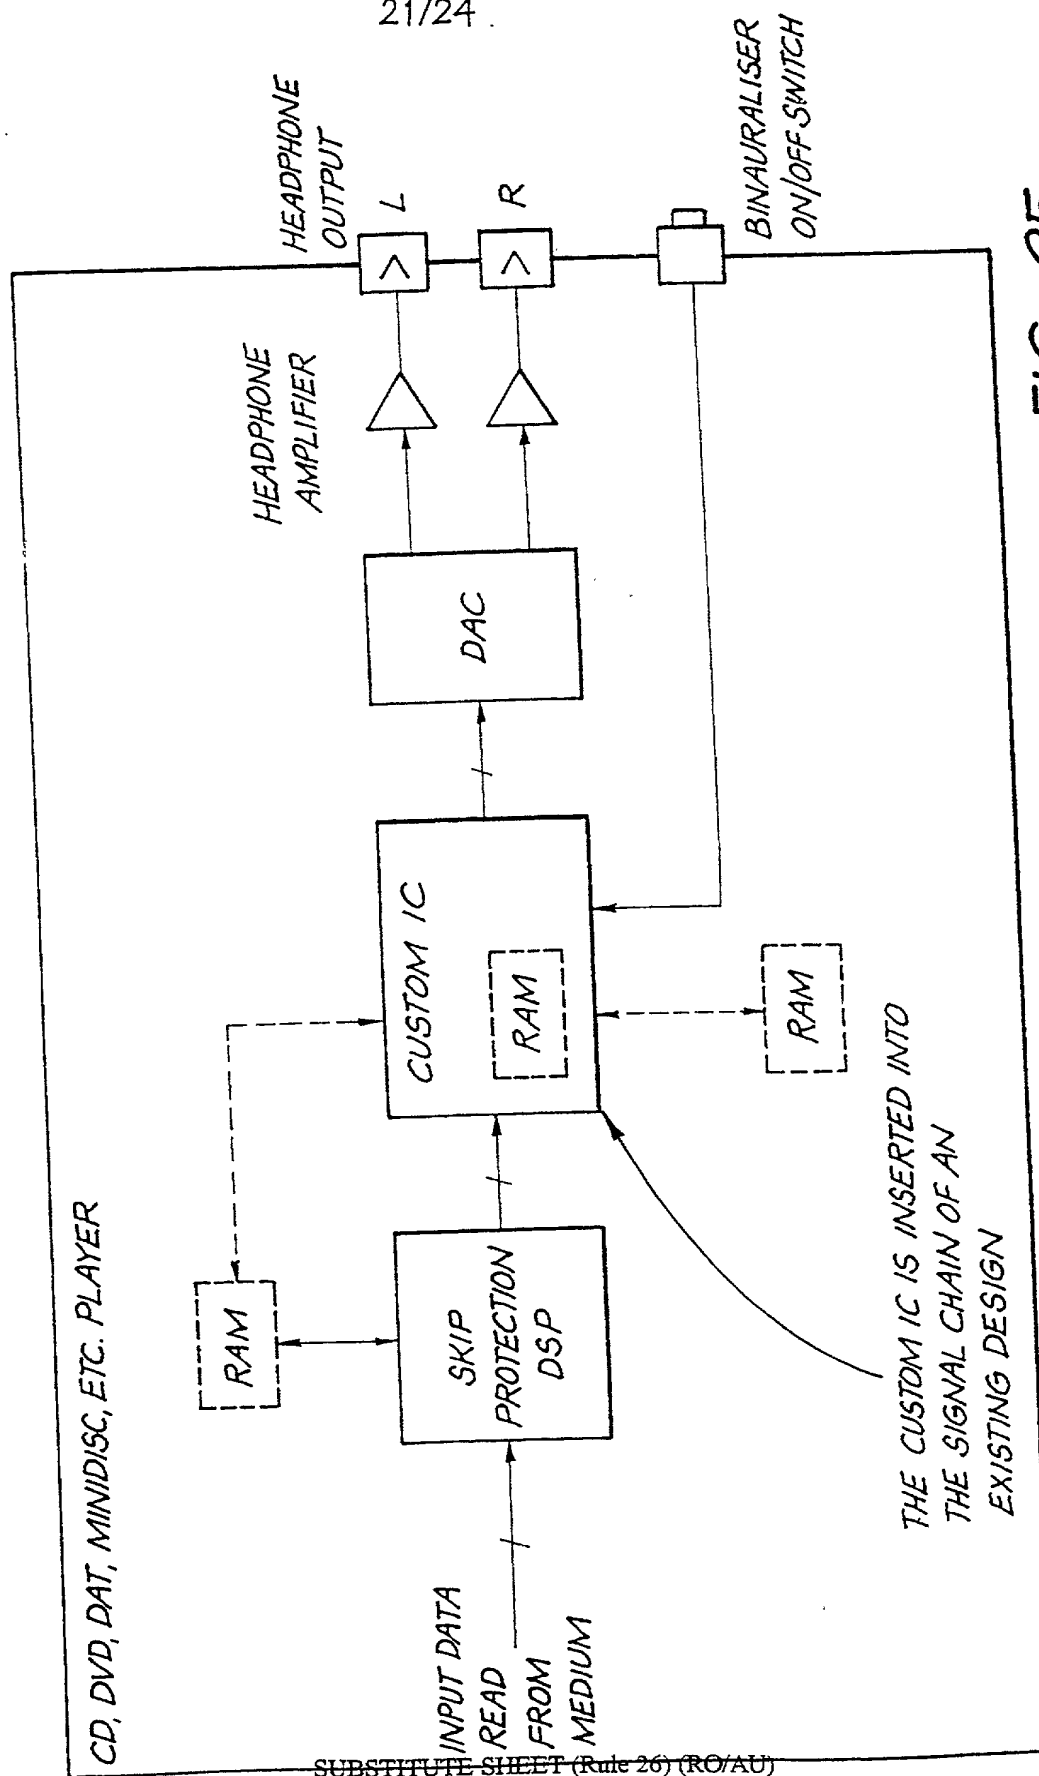 21/24
CD, DVD, DAT, MINIDISC, ETC. PLAYER
INPUT DATA
READ
FROM
MEDIUM
RAM
SKIP
PROTECTION
DSP
CUSTOM IC
RAM
RAM
DAC
HEADPHONE
AMPLIFIER
HEADPHONE
OUTPUT
L
R
BINAURALISER
ON/OFF SWITCH
THE CUSTOM IC IS INSERTED INTO
THE SIGNAL CHAIN OF AN
EXISTING DESIGN
SUBSTITUTE SHEET (Rule 26) (RO/AU)